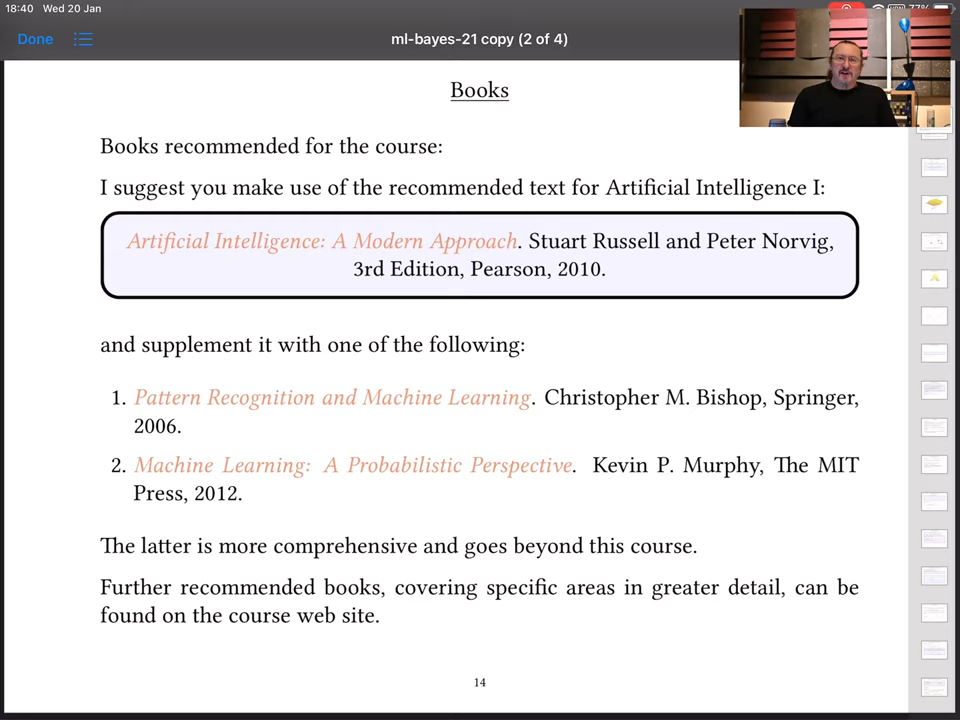 18:40 Wed 20 Jan
77%
Done
ml-bayes-21 copy (2 of 4)
Books
Books recommended for the course:
I suggest you make use of the recommended text for Artificial Intelligence I:
Artificial Intelligence: A Modern Approach. Stuart Russell and Peter Norvig,
3rd Edition, Pearson, 2010.
and supplement it with one of the following:
1. Pattern Recognition and Machine Learning. Christopher M. Bishop, Springer,
2006.
2. Machine Learning: A Probabilistic Perspective. Kevin P. Murphy, The MIT
Press, 2012.
The latter is more comprehensive and goes beyond this course.
Further recommended books, covering specific areas in greater detail, can be
found on the course web site.
14